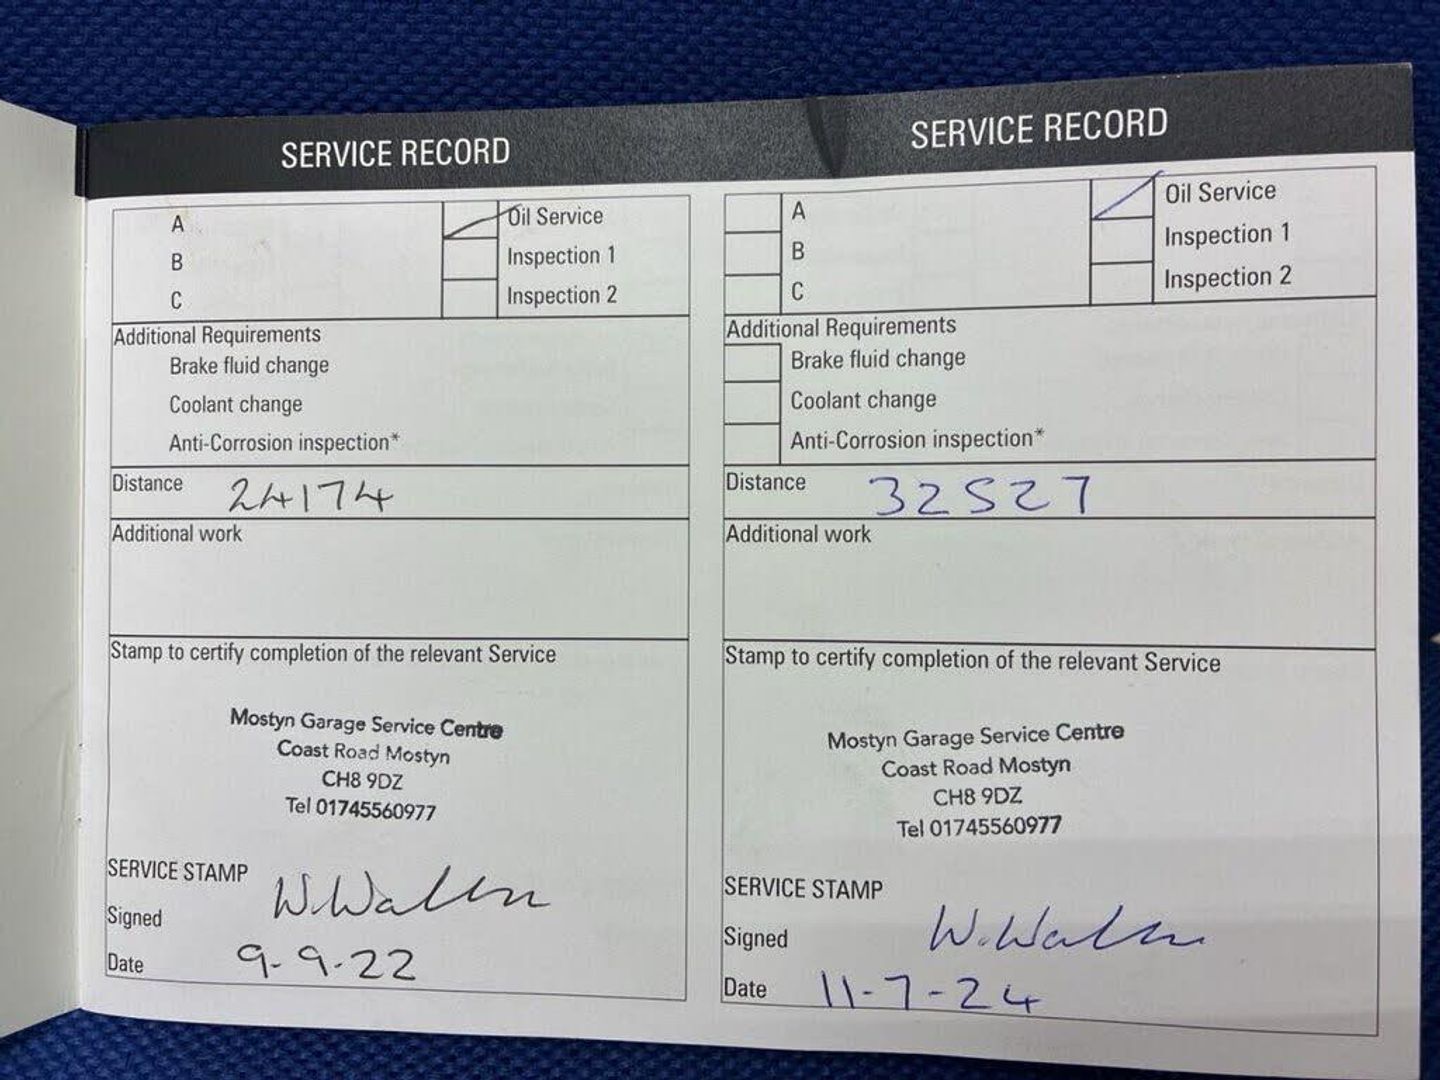 SERVICE RECORD
A
B
C
Oil Service
Inspection 1
Inspection 2
Additional Requirements
Brake fluid change
Coolant change
Anti-Corrosion inspection*
Distance 24174
Additional work
Stamp to certify completion of the relevant Service
Mostyn Garage Service Centre
Coast Road Mostyn
CH8 9DZ
Tel 01745560977
SERVICE STAMP
Signed
Date 9-9-22
SERVICE RECORD
A
B
C
Oil Service
Inspection 1
Inspection 2
Additional Requirements
Brake fluid change
Coolant change
Anti-Corrosion inspection*
Distance 32527
Additional work
Stamp to certify completion of the relevant Service
Mostyn Garage Service Centre
Coast Road Mostyn
CH8 9DZ
Tel 01745560977
SERVICE STAMP
Signed
Date 11-7-24